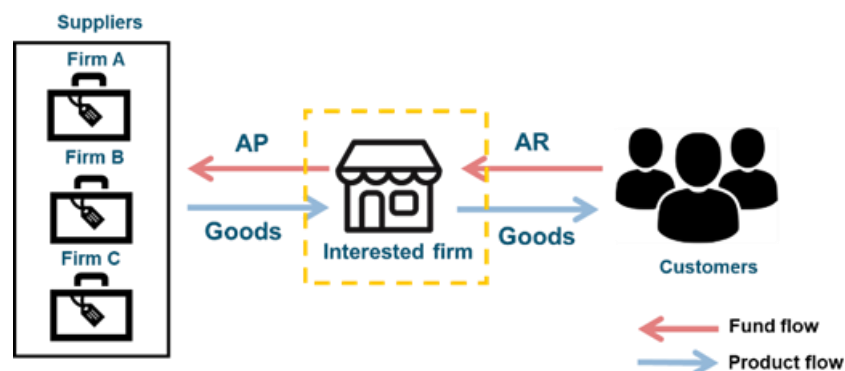 Suppliers
Firm A
Firm B
Firm C
AP
Goods
Interested firm
AR
Goods
Customers
Fund flow
Product flow